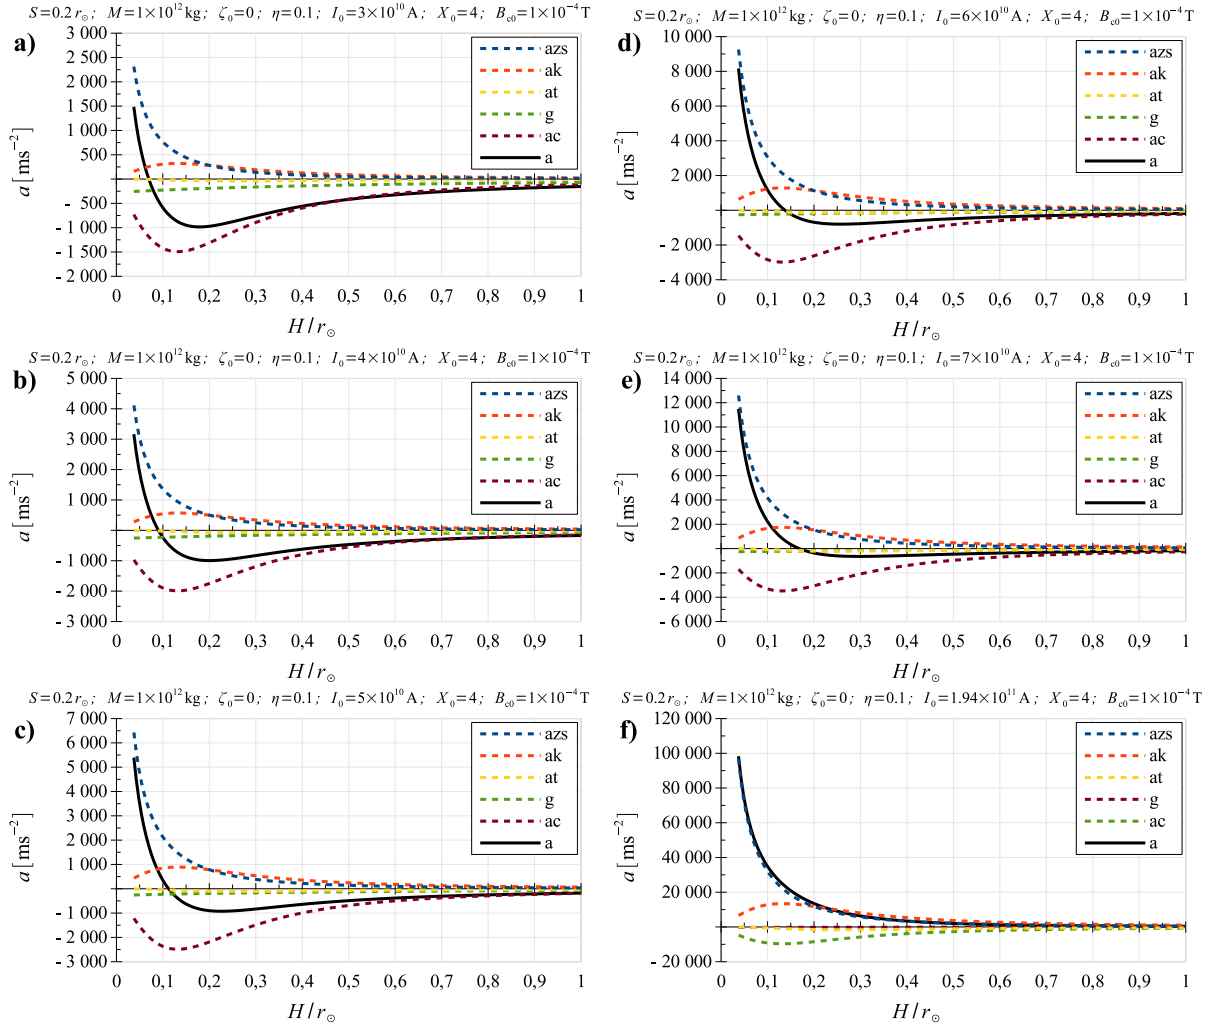 S=0.2 r☉; M=1×10¹² kg; ζ₀=0; η=0.1; I₀=3×10¹⁰ A; X₀=4; B_c0=1×10⁻⁴ T
a)
3 000
2 500
2 000
1 500
1 000
500
- 500
- 1 000
- 1 500
- 2 000
a [ms⁻²]
azs
ak
at
g
ac
a
0 0,1 0,2 0,3 0,4 0,5 0,6 0,7 0,8 0,9 1
H/r☉
S=0.2 r☉; M=1×10¹² kg; ζ₀=0; η=0.1; I₀=4×10¹⁰ A; X₀=4; B_c0=1×10⁻⁴ T
b)
5 000
4 000
3 000
2 000
1 000
- 1 000
- 2 000
- 3 000
a [ms⁻²]
azs
ak
at
g
ac
a
0 0,1 0,2 0,3 0,4 0,5 0,6 0,7 0,8 0,9 1
H/r☉
S=0.2 r☉; M=1×10¹² kg; ζ₀=0; η=0.1; I₀=5×10¹⁰ A; X₀=4; B_c0=1×10⁻⁴ T
c)
7 000
6 000
5 000
4 000
3 000
2 000
1 000
- 1 000
- 2 000
- 3 000
a [ms⁻²]
azs
ak
at
g
ac
a
0 0,1 0,2 0,3 0,4 0,5 0,6 0,7 0,8 0,9 1
H/r☉
S=0.2 r☉; M=1×10¹² kg; ζ₀=0; η=0.1; I₀=6×10¹⁰ A; X₀=4; B_c0=1×10⁻⁴ T
d)
10 000
8 000
6 000
4 000
2 000
- 2 000
- 4 000
a [ms⁻²]
azs
ak
at
g
ac
a
0 0,1 0,2 0,3 0,4 0,5 0,6 0,7 0,8 0,9 1
H/r☉
S=0.2 r☉; M=1×10¹² kg; ζ₀=0; η=0.1; I₀=7×10¹⁰ A; X₀=4; B_c0=1×10⁻⁴ T
e)
14 000
12 000
10 000
8 000
6 000
4 000
2 000
- 2 000
- 4 000
- 6 000
a [ms⁻²]
azs
ak
at
g
ac
a
0 0,1 0,2 0,3 0,4 0,5 0,6 0,7 0,8 0,9 1
H/r☉
S=0.2 r☉; M=1×10¹² kg; ζ₀=0; η=0.1; I₀=1.94×10¹¹ A; X₀=4; B_c0=1×10⁻⁴ T
f)
120 000
100 000
80 000
60 000
40 000
20 000
- 20 000
a [ms⁻²]
azs
ak
at
g
ac
a
0 0,1 0,2 0,3 0,4 0,5 0,6 0,7 0,8 0,9 1
H/r☉